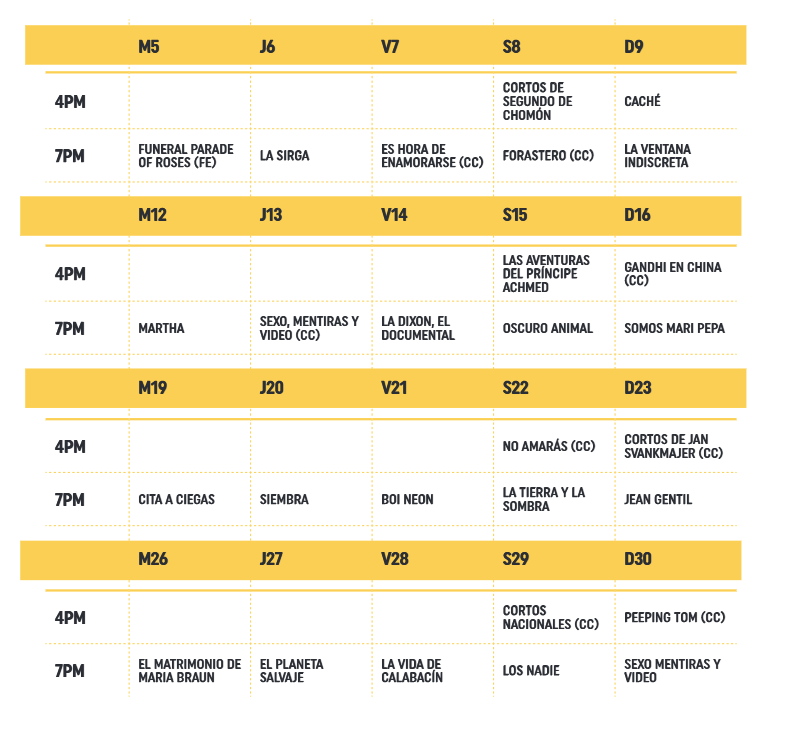 M5 J6 V7 S8 D9
4PM
CORTOS DE
SEGUNDO DE
CHOMÓN
CACHÉ
7PM
FUNERAL PARADE
OF ROSES (FE)
LA SIRGA
ES HORA DE
ENAMORARSE (CC)
FORASTERO (CC)
LA VENTANA
INDISCRETA
M12 J13 V14 S15 D16
4PM
LAS AVENTURAS
DEL PRÍNCIPE
ACHMED
GANDHI EN CHINA
(CC)
7PM
MARTHA
SEXO, MENTIRAS Y
VIDEO (CC)
LA DIXON, EL
DOCUMENTAL
OSCURO ANIMAL
SOMOS MARI PEPA
M19 J20 V21 S22 D23
4PM
NO AMARÁS (CC)
CORTOS DE JAN
SVANKMAJER (CC)
7PM
CITA A CIEGAS
SIEMBRA
BOI NEON
LA TIERRA Y LA
SOMBRA
JEAN GENTIL
M26 J27 V28 S29 D30
4PM
CORTOS
NACIONALES (CC)
PEEPING TOM (CC)
7PM
EL MATRIMONIO DE
MARIA BRAUN
EL PLANETA
SALVAJE
LA VIDA DE
CALABACÍN
LOS NADIE
SEXO MENTIRAS Y
VIDEO